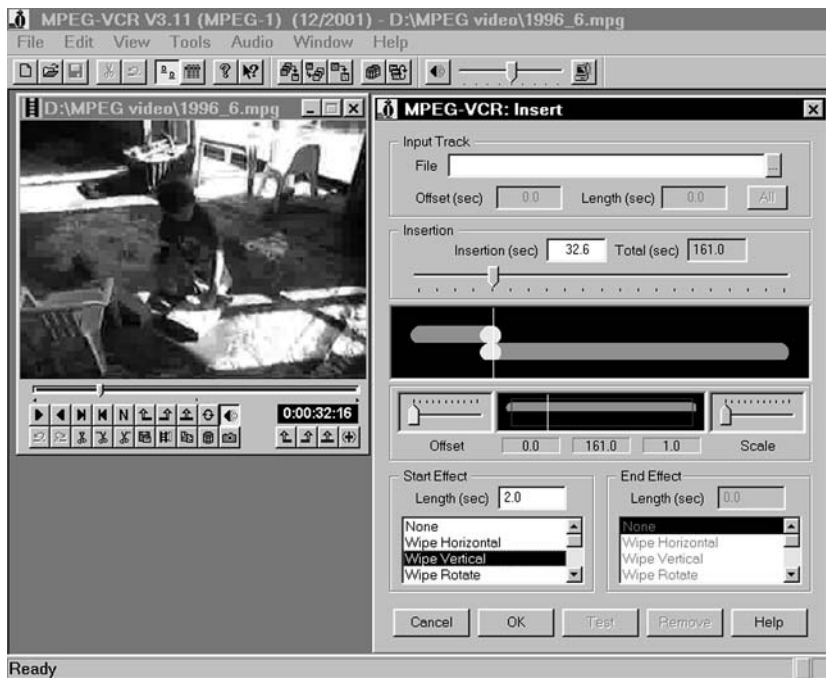 MPEG-VCR V3.11 (MPEG-1) (12/2001) - D:\MPEG video\1996_6.mpg
File Edit View Tools Audio Window Help
D:\MPEG video\1996_6.mpg
N
0:00:32:16
MPEG-VCR: Insert
Input Track
File ...
Offset (sec) 0.0 Length (sec) 0.0 All
Insertion
Insertion (sec) 32.6 Total (sec) 161.0
Offset 0.0 161.0 1.0 Scale
Start Effect
Length (sec) 2.0
None
Wipe Horizontal
Wipe Vertical
Wipe Rotate
End Effect
Length (sec) 0.0
None
Wipe Horizontal
Wipe Vertical
Wipe Rotate
Cancel OK Test Remove Help
Ready